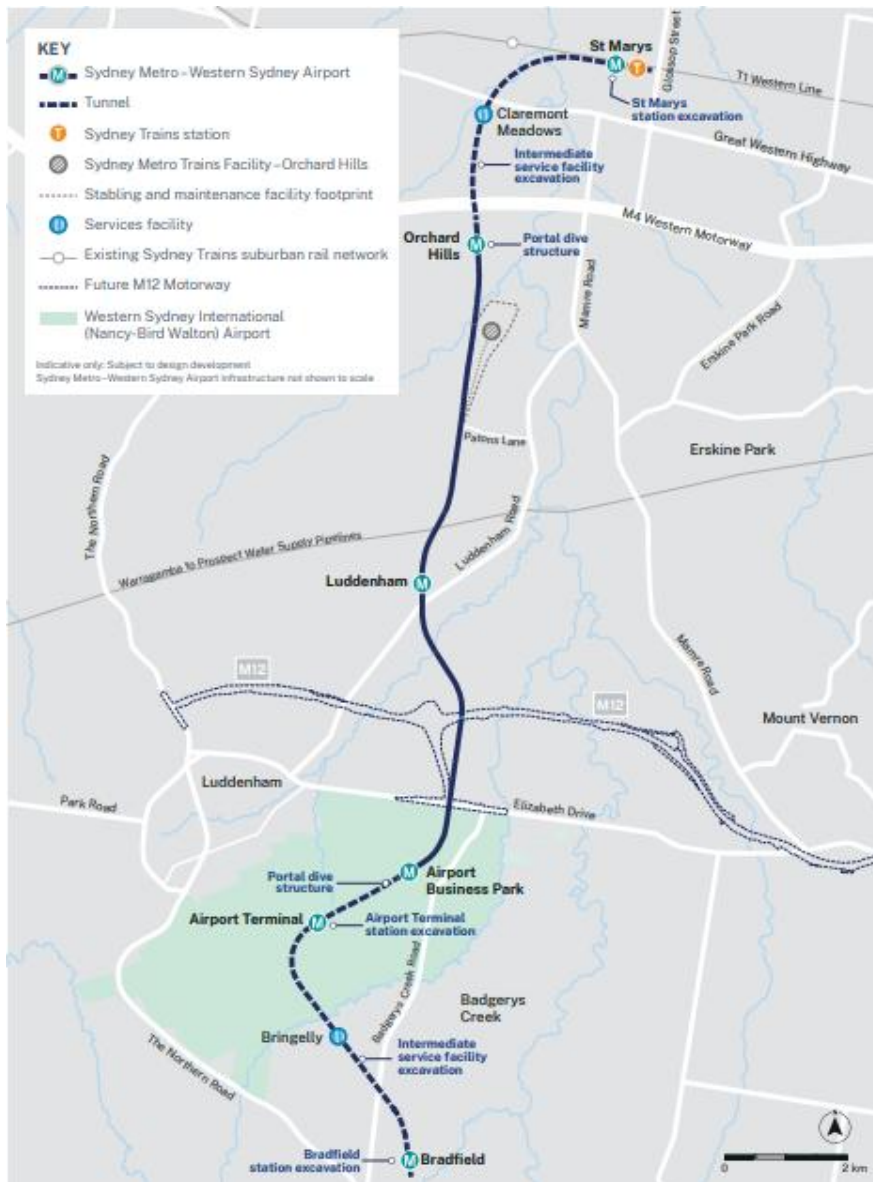 KEY
Sydney Metro – Western Sydney Airport
Tunnel
Sydney Trains station
Sydney Metro Trains Facility – Orchard Hills
Stabling and maintenance facility footprint
Services facility
Existing Sydney Trains suburban rail network
Future M12 Motorway
Western Sydney International
(Nancy-Bird Walton) Airport
Indicative only: Subject to design development
Sydney Metro – Western Sydney Airport infrastructure not shown to scale
M
T
St Marys
M
T
Glossop Street
T1 Western Line
St Marys
station excavation
Claremont
Meadows
Great Western Highway
Intermediate
service facility
excavation
M4 Western Motorway
Orchard
Hills
M
Portal dive
structure
Mamre Road
Erskine Park Road
Patons Lane
Erskine Park
The Northern Road
Luddenham Road
Warragamba to Prospect Water Supply Pipelines
Luddenham
M
Mamre Road
M12
M12
Mount Vernon
Luddenham
Park Road
Elizabeth Drive
Portal dive
structure
M
Airport
Business Park
Airport Terminal
M
Airport Terminal
station excavation
Badgerys Creek Road
Badgerys
Creek
Bringelly
Intermediate
service facility
excavation
The Northern Road
Bradfield
station excavation
M
Bradfield
0
2 km